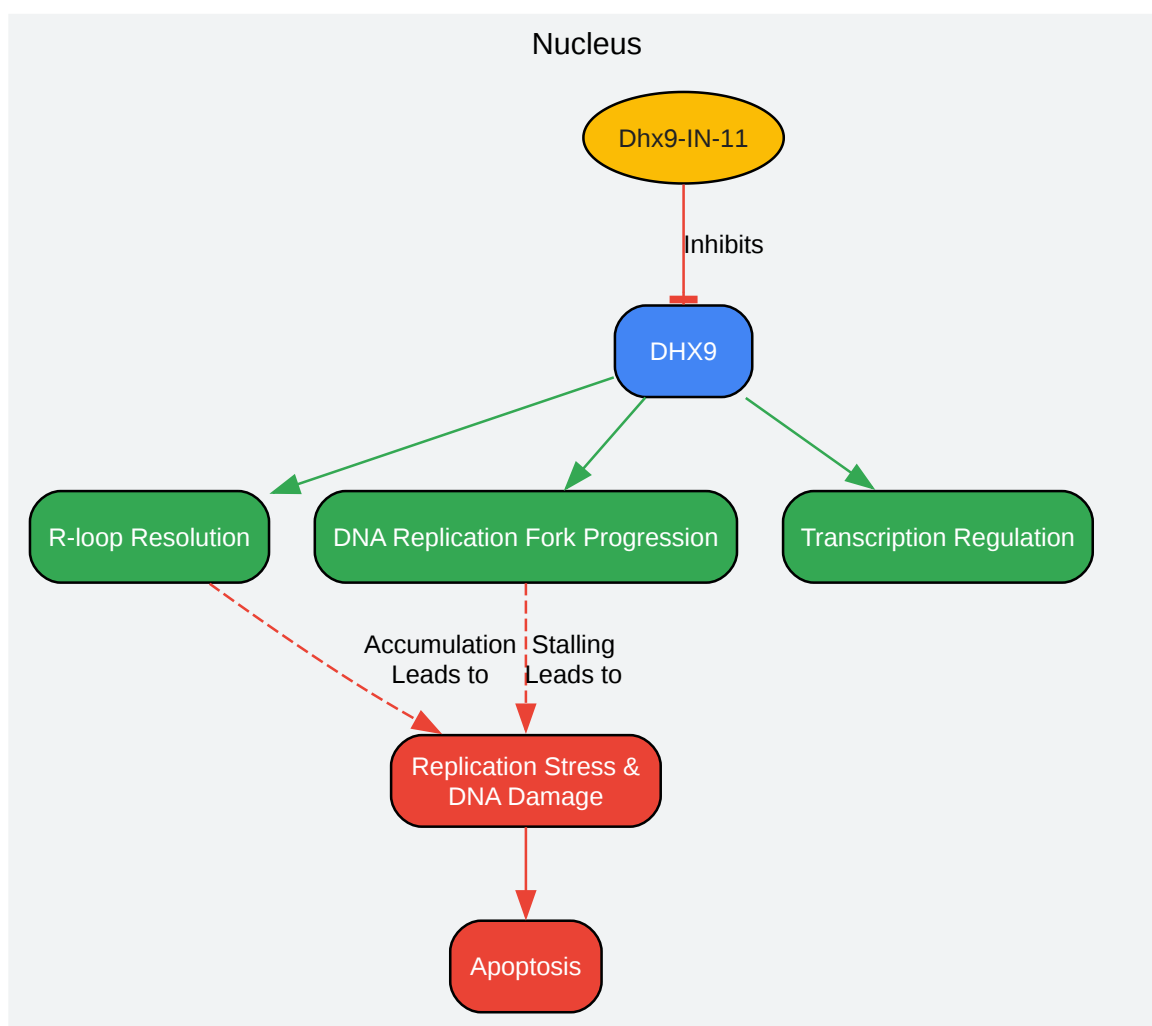 Nucleus
Dhx9-IN-11
Inhibits
DHX9
R-loop Resolution
DNA Replication Fork Progression
Transcription Regulation
Accumulation
Leads to
Stalling
Leads to
Replication Stress &
DNA Damage
Apoptosis